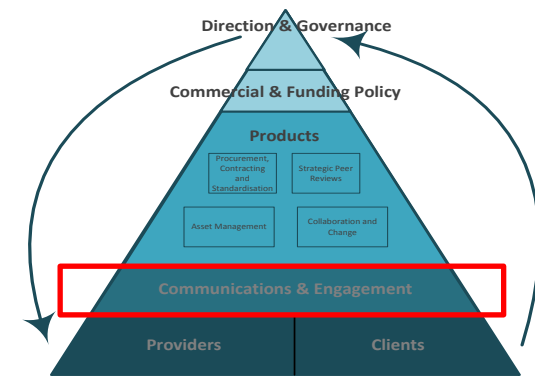 Direction & Governance
Commercial & Funding Policy
Products
Procurement,
Contracting
and
Standardisation
Strategic Peer
Reviews
Asset Management
Collaboration and
Change
Communications & Engagement
Providers
Clients